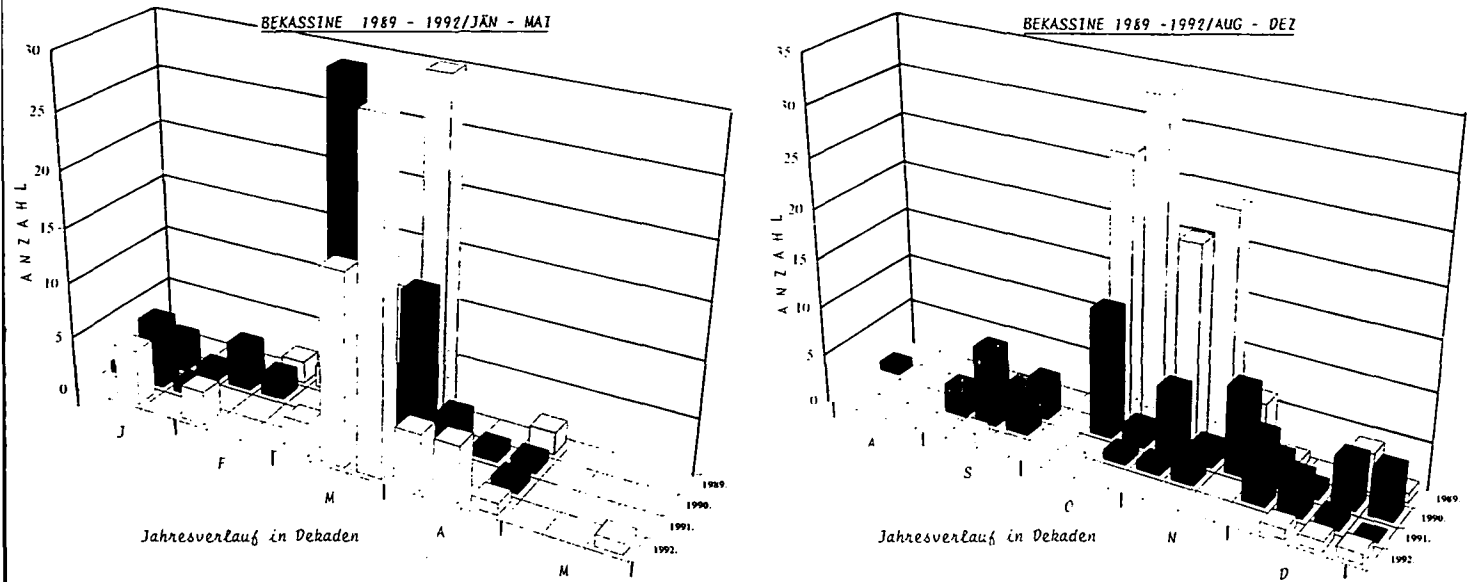 BEKASSINE 1989 - 1992/JÄN - MAI
30
25
20
15
10
5
0
ANZAHL
J
F
M
A
M
1989.
1990.
1991.
1992.
Jahresverlauf in Dekaden
BEKASSINE 1989 -1992/AUG - DEZ
35
30
25
20
15
10
5
0
ANZAHL
A
S
O
N
D
1989.
1990.
1991.
1992.
Jahresverlauf in Dekaden